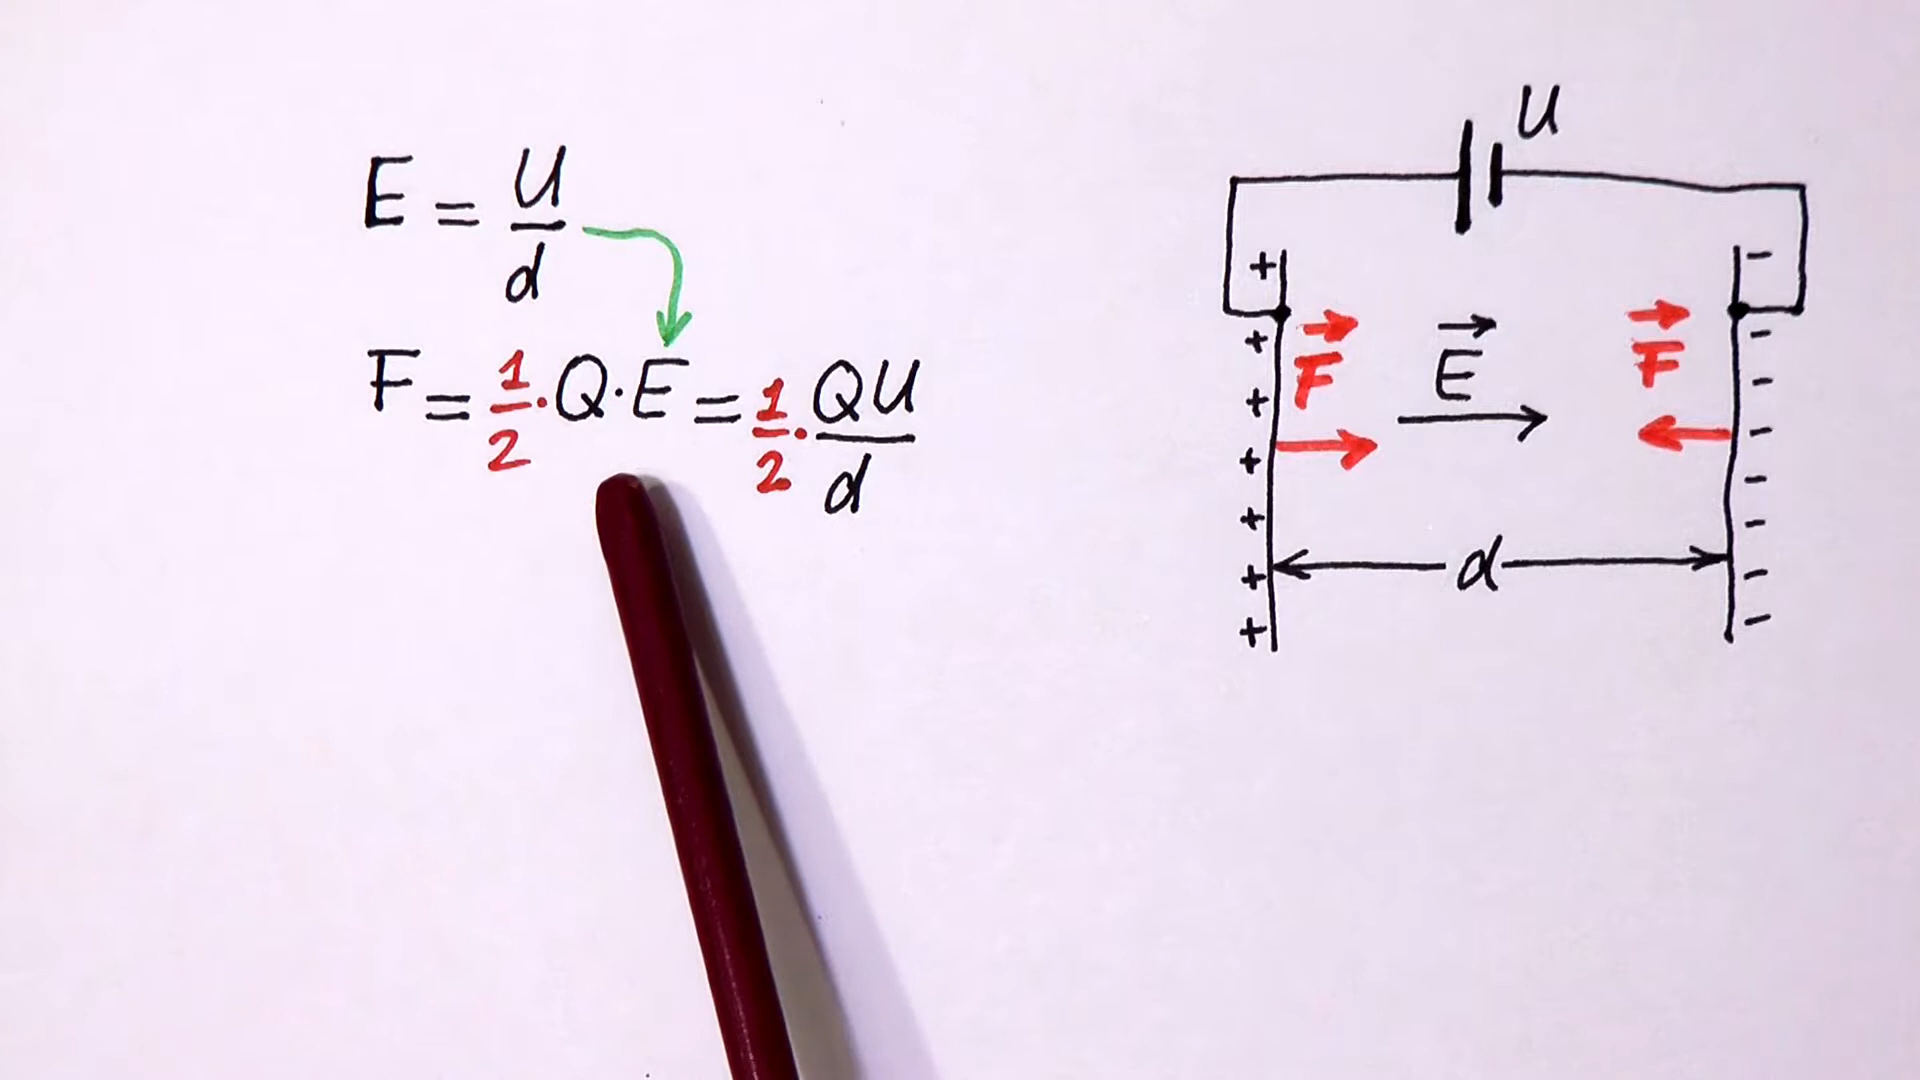 E = U/d
F = 1/2 · Q · E = 1/2 · QU/d
U
+ −
F⃗ E⃗ F⃗
+ −
+ −
+ −
+ −
d
+ −
+ −